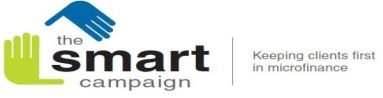 the
smart
campaign
Keeping clients first
in microfinance